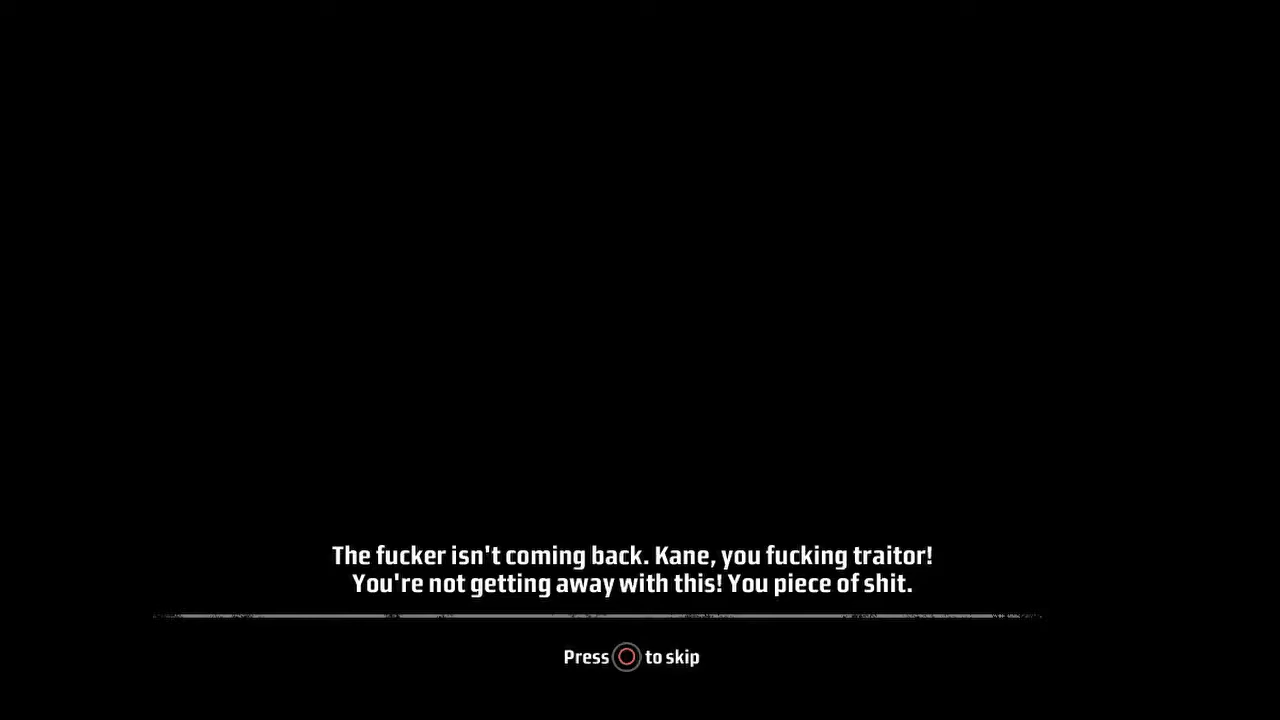 The fucker isn't coming back. Kane, you fucking traitor!
You're not getting away with this! You piece of shit.
Press to skip